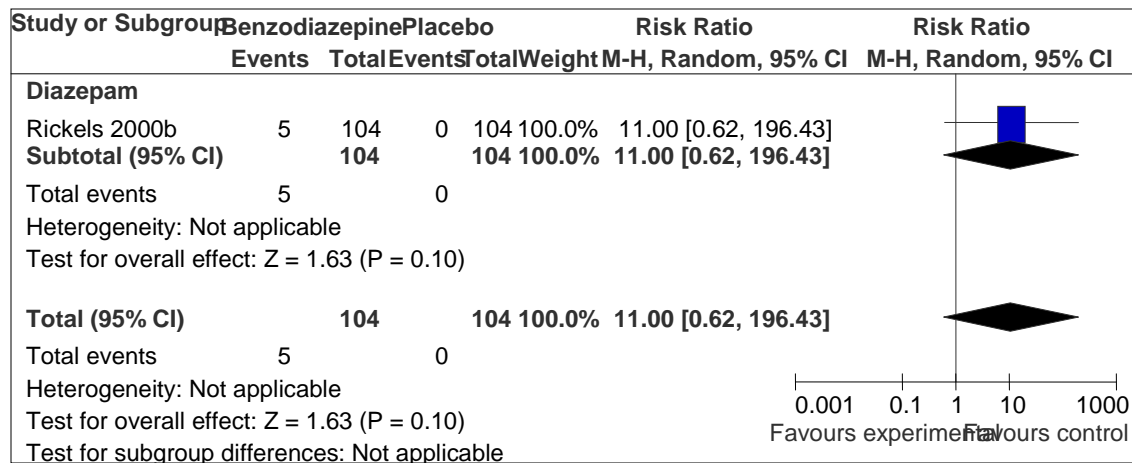 Study or Subgroup Benzodiazepine Placebo Risk Ratio Risk Ratio
Events Total Events Total Weight M-H, Random, 95% CI M-H, Random, 95% CI
Diazepam
Rickels 2000b 5 104 0 104 100.0% 11.00 [0.62, 196.43]
Subtotal (95% CI) 104 104 100.0% 11.00 [0.62, 196.43]
Total events 5 0
Heterogeneity: Not applicable
Test for overall effect: Z = 1.63 (P = 0.10)
Total (95% CI) 104 104 100.0% 11.00 [0.62, 196.43]
Total events 5 0
Heterogeneity: Not applicable
Test for overall effect: Z = 1.63 (P = 0.10)
Test for subgroup differences: Not applicable
0.001 0.1 1 10 1000
Favours experimental Favours control